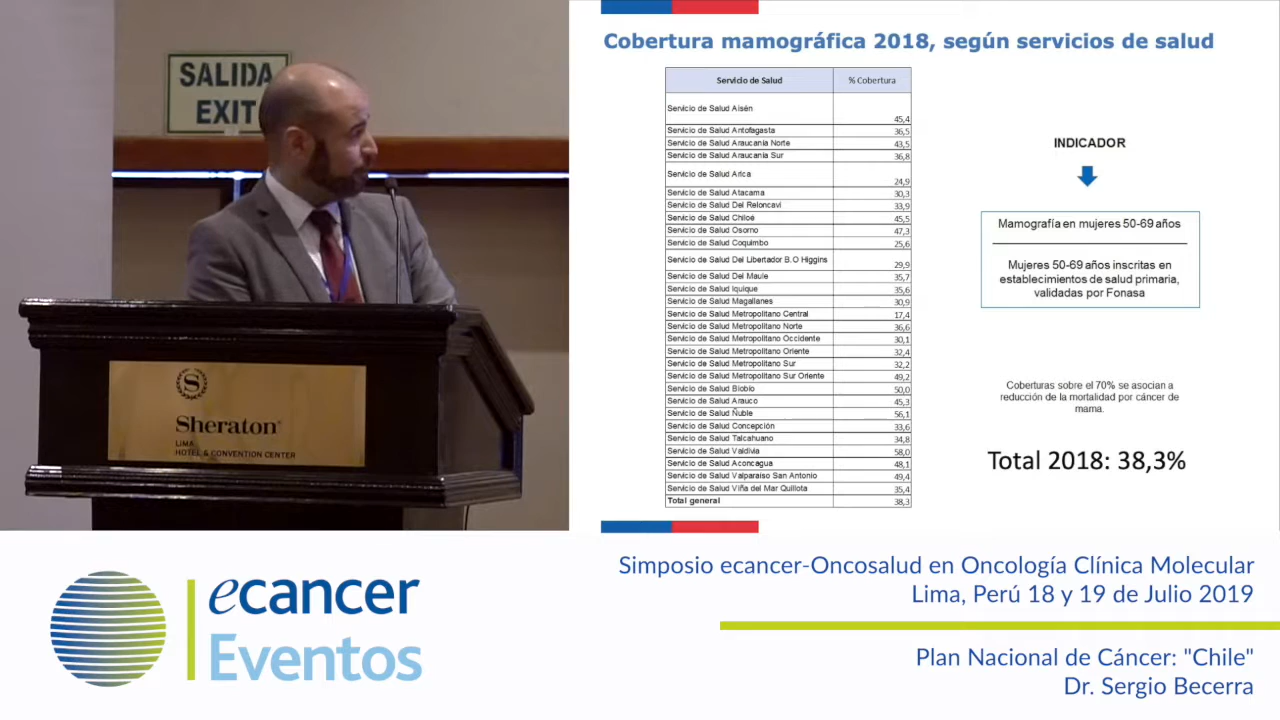 SALIDA
EXIT
S
Sheraton
LIMA
HOTEL & CONVENTION CENTER
Cobertura mamográfica 2018, según servicios de salud
Servicio de Salud % Cobertura
Servicio de Salud Aisén 45,4
Servicio de Salud Antofagasta 36,5
Servicio de Salud Araucanía Norte 43,5
Servicio de Salud Araucanía Sur 36,8
Servicio de Salud Arica 24,9
Servicio de Salud Atacama 30,3
Servicio de Salud Del Reloncaví 33,9
Servicio de Salud Chiloé 45,5
Servicio de Salud Osorno 47,3
Servicio de Salud Coquimbo 25,6
Servicio de Salud Del Libertador B.O Higgins 29,9
Servicio de Salud Del Maule 35,7
Servicio de Salud Iquique 35,6
Servicio de Salud Magallanes 30,9
Servicio de Salud Metropolitano Central 17,4
Servicio de Salud Metropolitano Norte 36,6
Servicio de Salud Metropolitano Occidente 30,1
Servicio de Salud Metropolitano Oriente 32,4
Servicio de Salud Metropolitano Sur 32,2
Servicio de Salud Metropolitano Sur Oriente 49,2
Servicio de Salud Biobío 50,0
Servicio de Salud Arauco 45,3
Servicio de Salud Ñuble 56,1
Servicio de Salud Concepción 33,6
Servicio de Salud Talcahuano 34,8
Servicio de Salud Valdivia 58,0
Servicio de Salud Aconcagua 48,1
Servicio de Salud Valparaíso San Antonio 49,4
Servicio de Salud Viña del Mar Quillota 35,4
Total general 38,3
INDICADOR
Mamografía en mujeres 50-69 años
Mujeres 50-69 años inscritas en
establecimientos de salud primaria,
validadas por Fonasa
Coberturas sobre el 70% se asocian a
reducción de la mortalidad por cáncer de
mama.
Total 2018: 38,3%
ecancer
Eventos
Simposio ecancer-Oncosalud en Oncología Clínica Molecular
Lima, Perú 18 y 19 de Julio 2019
Plan Nacional de Cáncer: "Chile"
Dr. Sergio Becerra